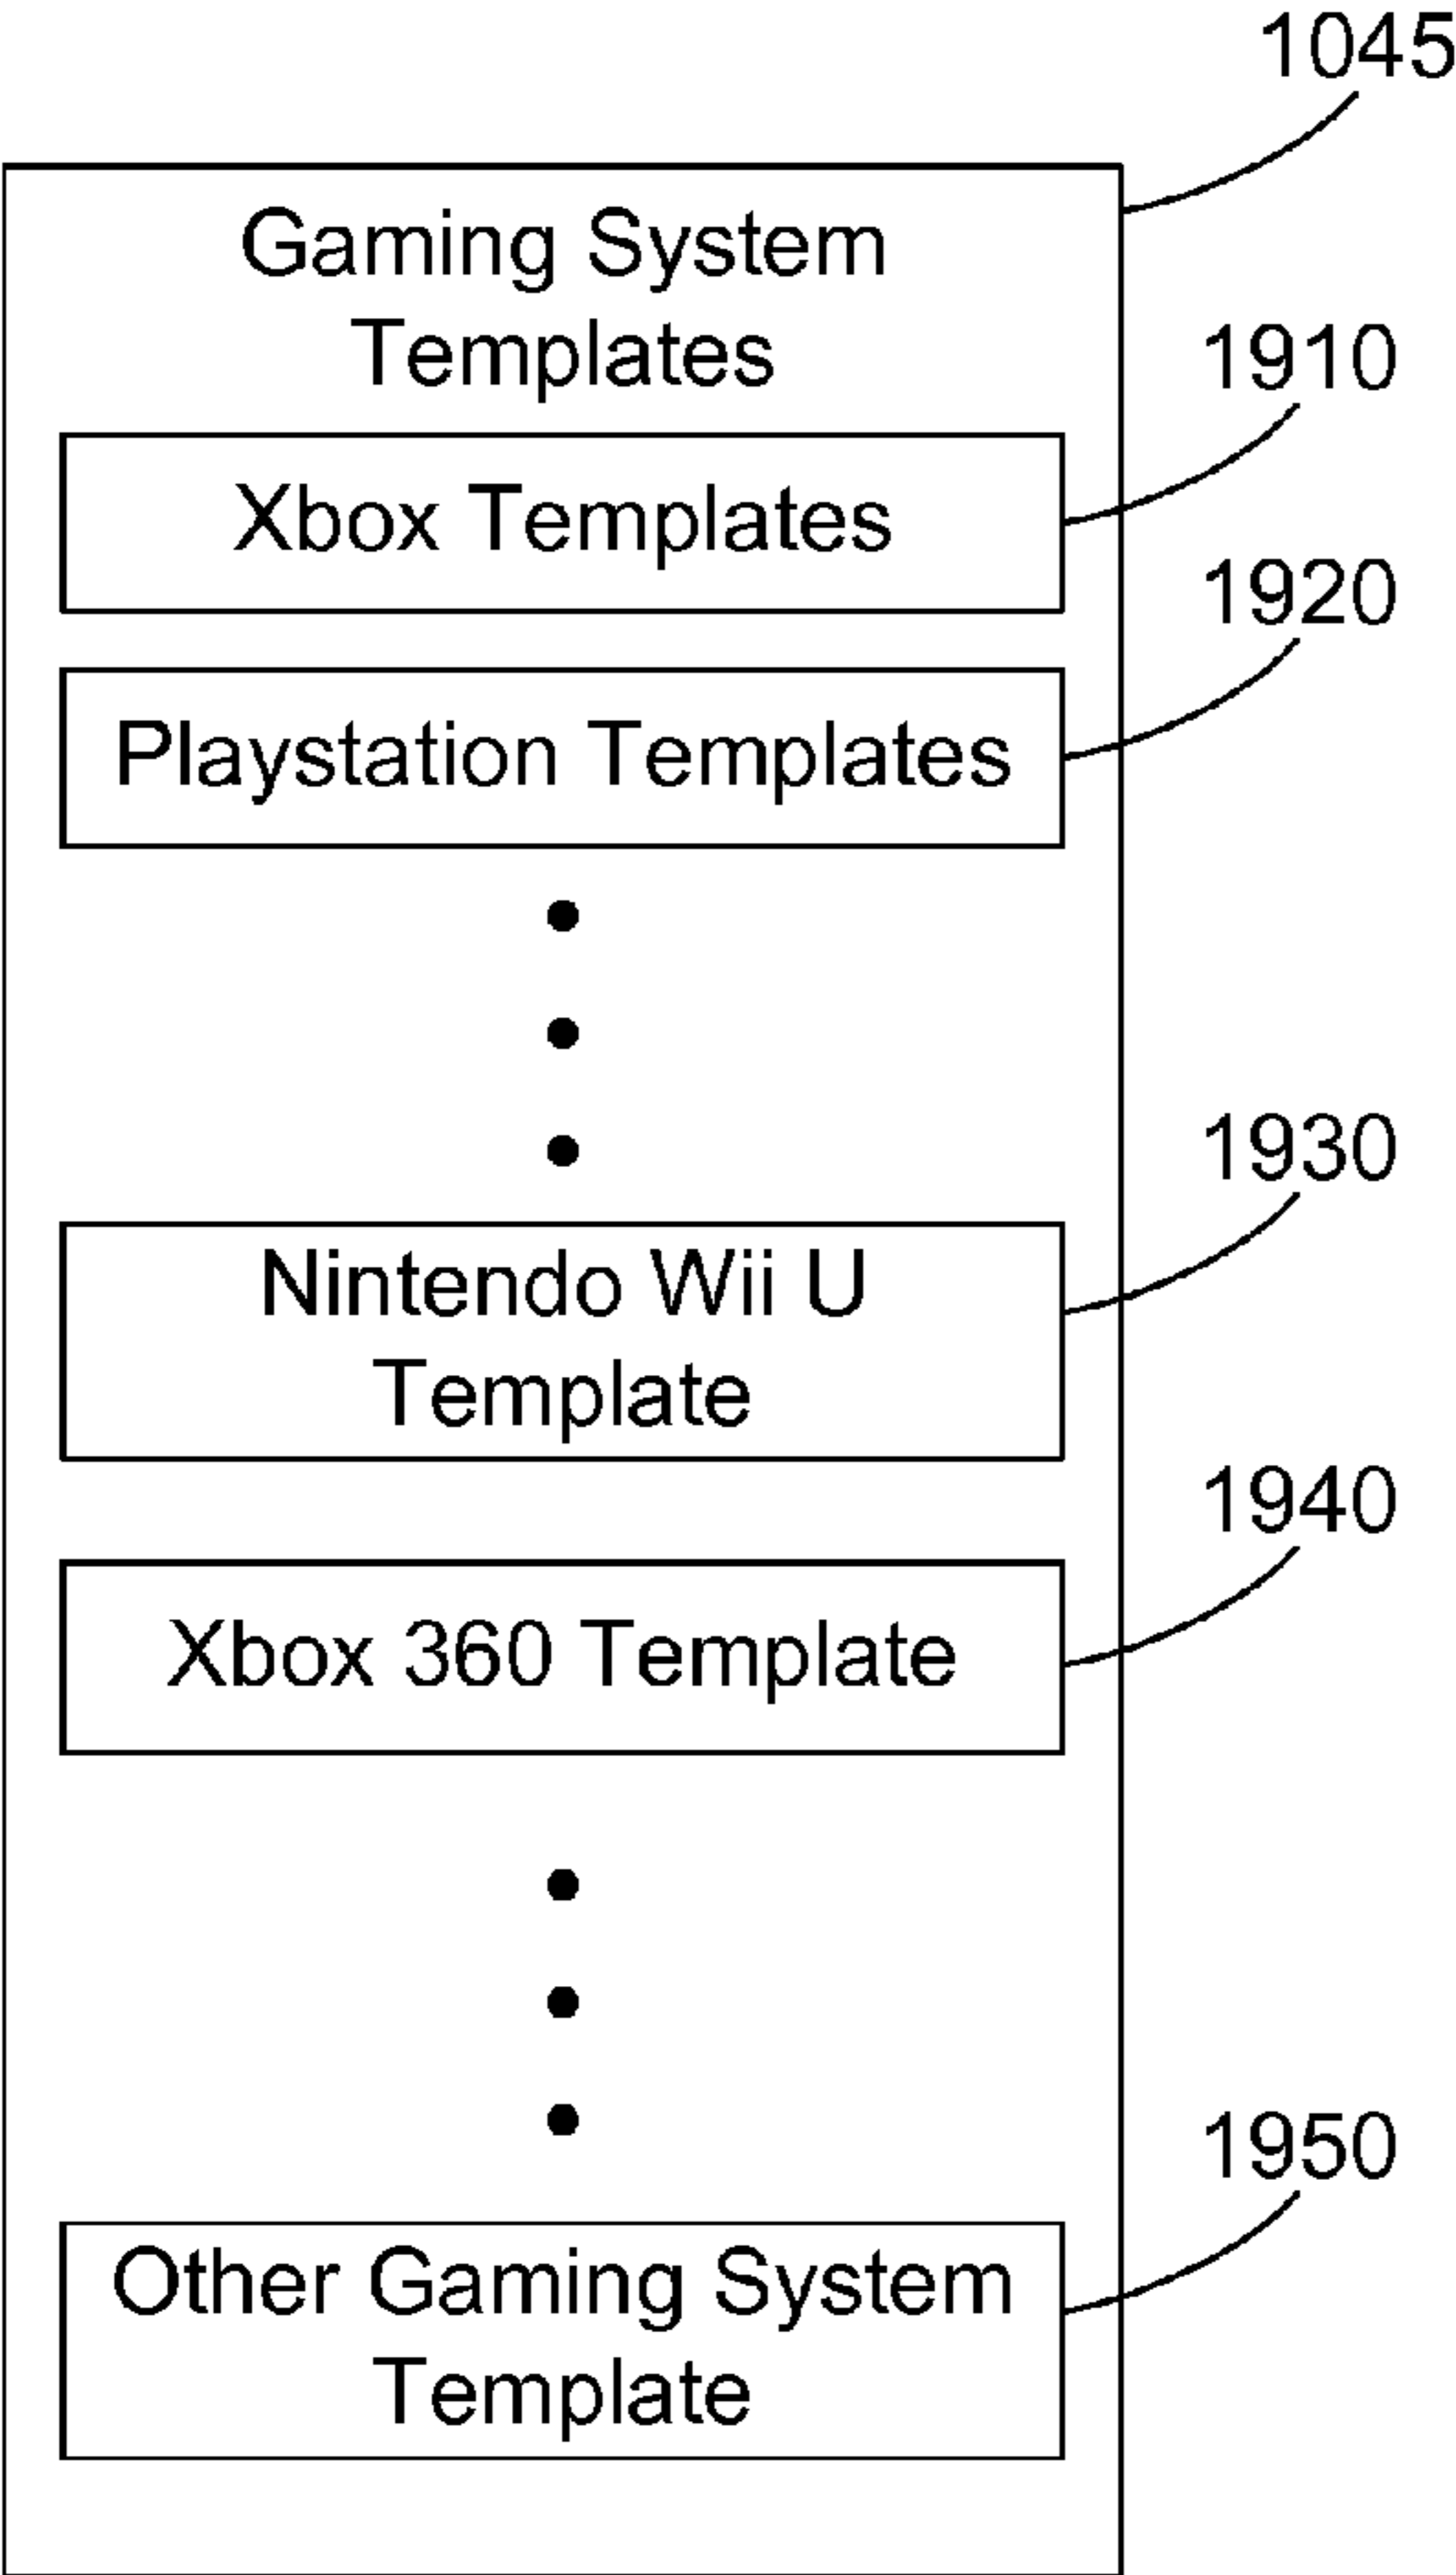 1045
Gaming System
Templates
1910
Xbox Templates
1920
Playstation Templates
1930
Nintendo Wii U
Template
1940
Xbox 360 Template
1950
Other Gaming System
Template